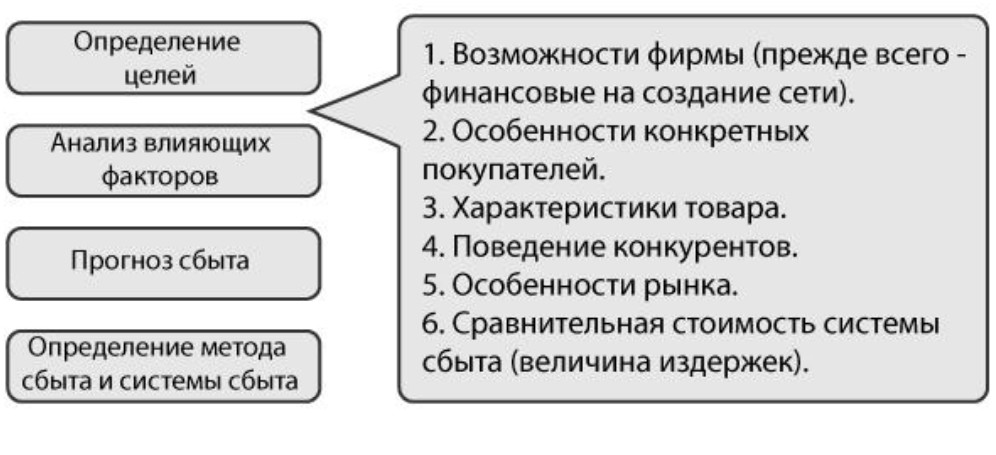 Определение
целей
Анализ влияющих
факторов
Прогноз сбыта
Определение метода
сбыта и системы сбыта
1. Возможности фирмы (прежде всего -
финансовые на создание сети).
2. Особенности конкретных
покупателей.
3. Характеристики товара.
4. Поведение конкурентов.
5. Особенности рынка.
6. Сравнительная стоимость системы
сбыта (величина издержек).